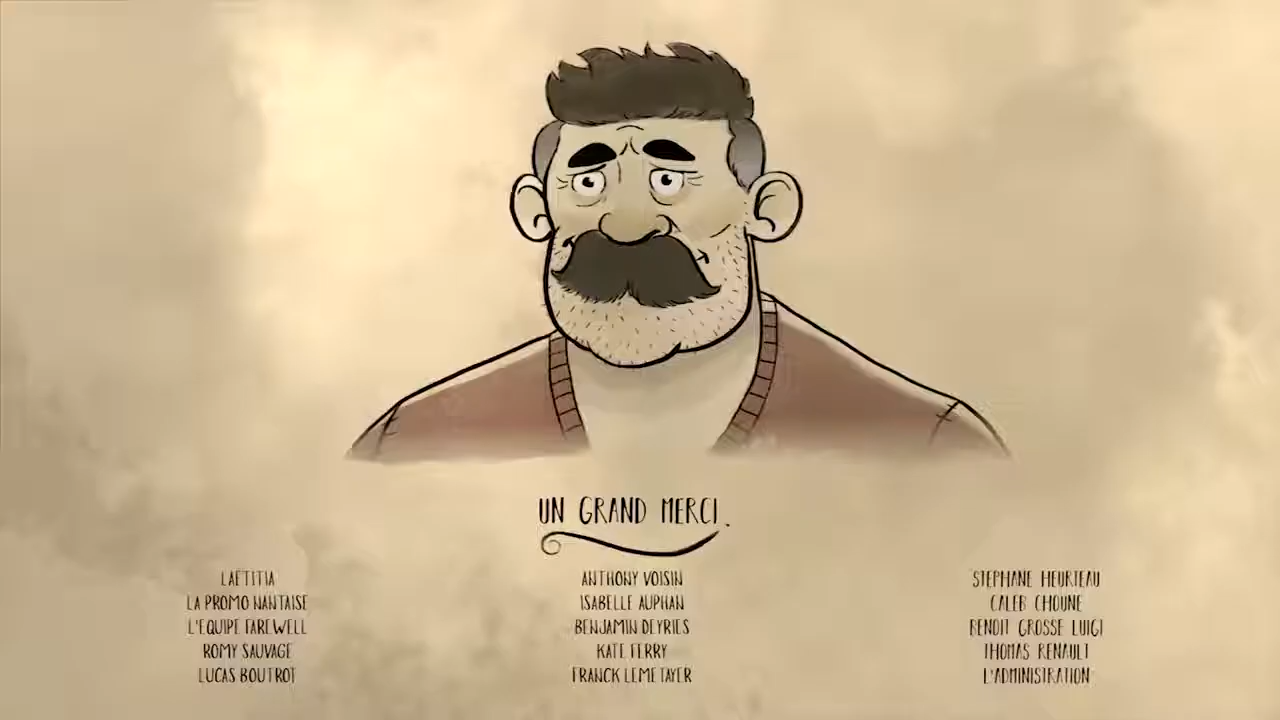 UN GRAND MERCI.
LAËTITIA
LA PROMO NANTAISE
L'EQUIPE FAREWELL
ROMY SAUVAGE
LUCAS BOUTROT
ANTHONY VOISIN
ISABELLE AUPHAN
BENJAMIN DEYRIES
KATE FERRY
FRANCK LEMETAYER
STEPHANE HEURTEAU
CALEB CHOUNE
BENOIT GROSSE LUIGI
THOMAS RENAULT
L'ADMINISTRATION